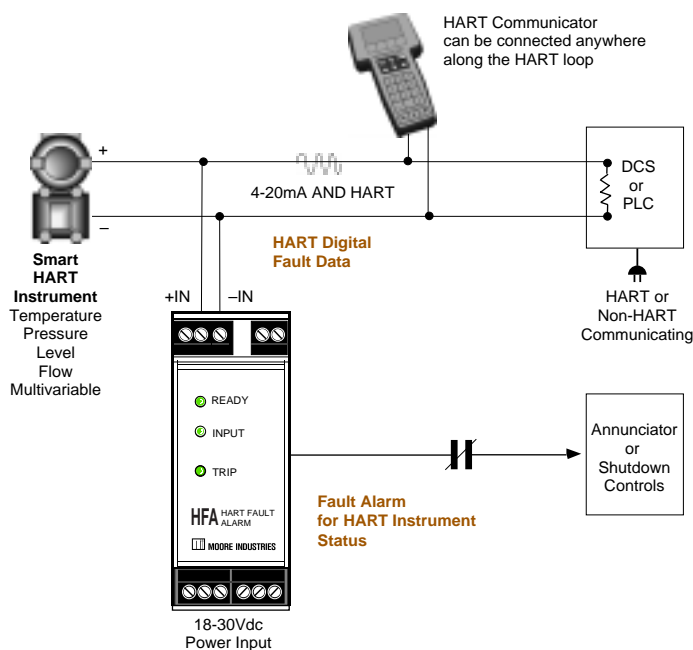 HART Communicator
can be connected anywhere
along the HART loop
+
4-20mA AND HART
DCS
or
PLC
–
HART Digital
Fault Data
Smart
HART
Instrument
Temperature
Pressure
Level
Flow
Multivariable
+IN
–IN
HART or
Non-HART
Communicating
READY
INPUT
TRIP
HFA HART FAULT
ALARM
MOORE INDUSTRIES
Annunciator
or
Shutdown
Controls
Fault Alarm
for HART Instrument
Status
18-30Vdc
Power Input